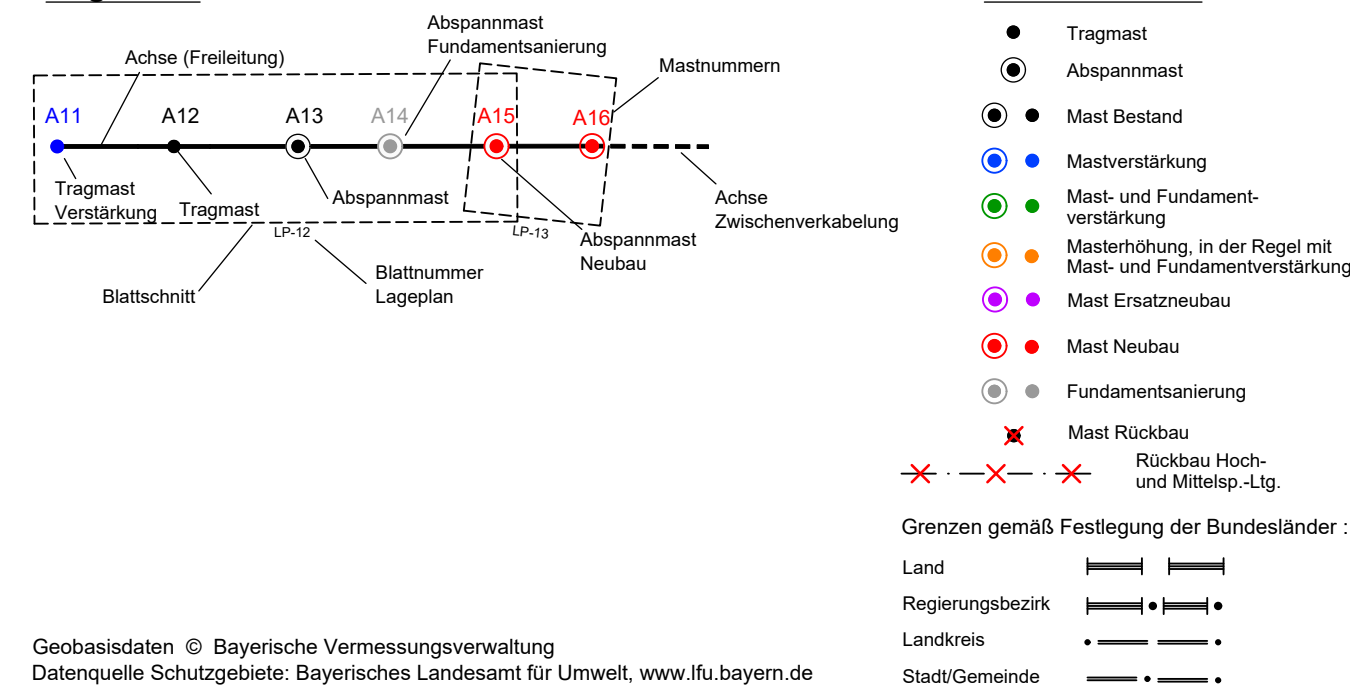 Abspannmast
Fundamentsanierung
Achse (Freileitung)
Mastnummern
A11
A12
A13
A14
A15
A16
Tragmast
Verstärkung
Tragmast
Abspannmast
Achse
Zwischenverkabelung
LP-12
LP-13
Abspannmast
Neubau
Blattschnitt
Blattnummer
Lageplan
Tragmast
Abspannmast
Mast Bestand
Mastverstärkung
Mast- und Fundament-
verstärkung
Masterhöhung, in der Regel mit
Mast- und Fundamentverstärkung
Mast Ersatzneubau
Mast Neubau
Fundamentsanierung
Mast Rückbau
Rückbau Hoch-
und Mittelsp.-Ltg.
Grenzen gemäß Festlegung der Bundesländer :
Land
Regierungsbezirk
Landkreis
Stadt/Gemeinde
Geobasisdaten © Bayerische Vermessungsverwaltung
Datenquelle Schutzgebiete: Bayerisches Landesamt für Umwelt, www.lfu.bayern.de